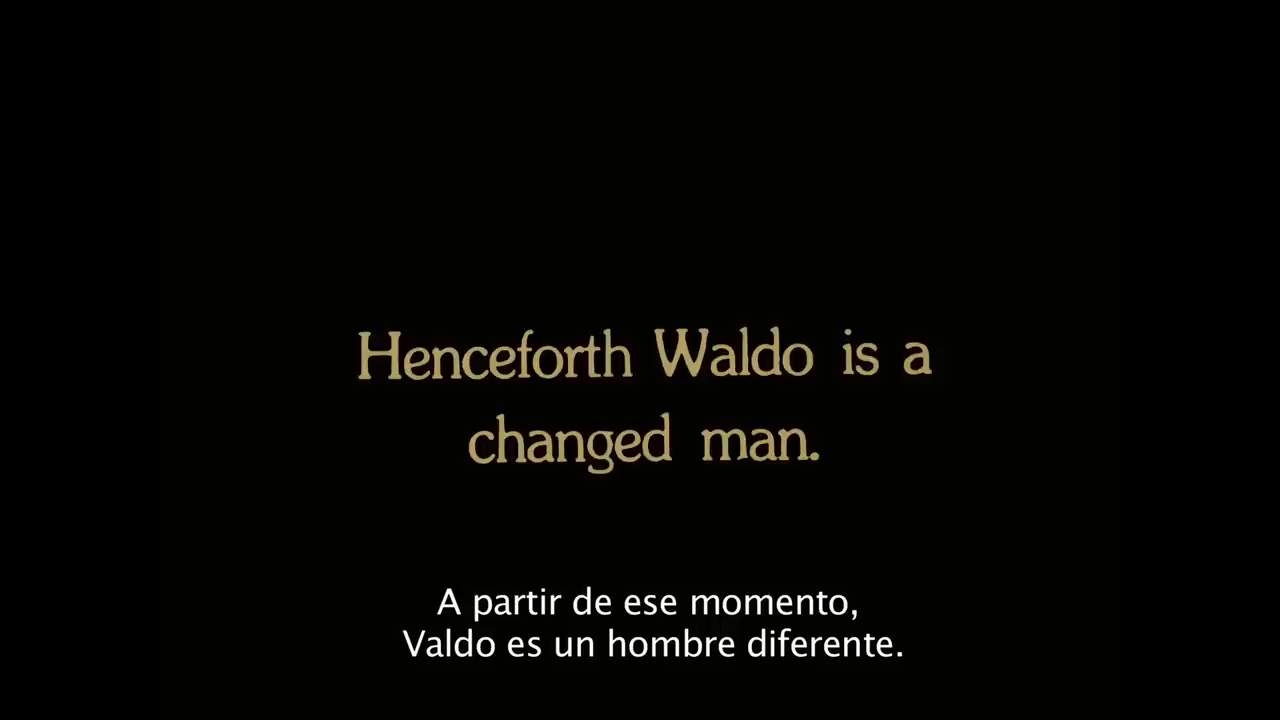 Henceforth Waldo is a
changed man.
A partir de ese momento,
Valdo es un hombre diferente.